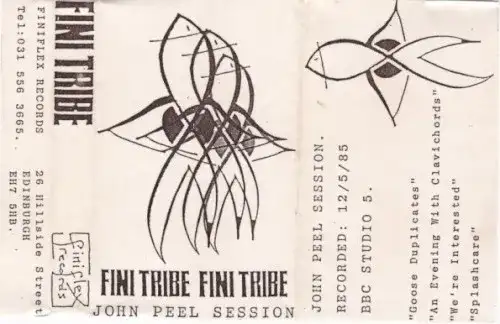 FINI TRIBE
FINIFLEX RECORDS
Tel:031 556 3665.
26 Hillside Street
EDINBURGH
EH7 5HB.
finiflex
records
FINI TRIBE FINI TRIBE
JOHN PEEL SESSION
JOHN PEEL SESSION.
RECORDED: 12/5/85
BBC STUDIO 5.
"Goose Duplicates"
"An Evening With Clavichords"
"We're Interested"
"Splashcare"